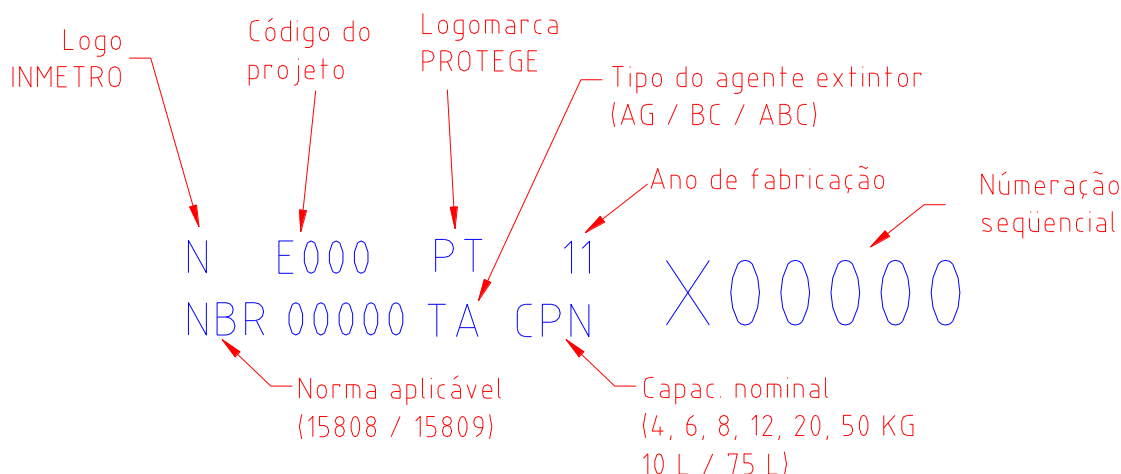 Logo
INMETRO
Código do
projeto
Logomarca
PROTEGE
Tipo do agente extintor
(AG / BC / ABC)
Ano de fabricação
Númeração
seqüencial
N E000 PT 11
NBR 00000 TA CPN
X00000
Norma aplicável
(15808 / 15809)
Capac. nominal
(4, 6, 8, 12, 20, 50 KG
10 L / 75 L)